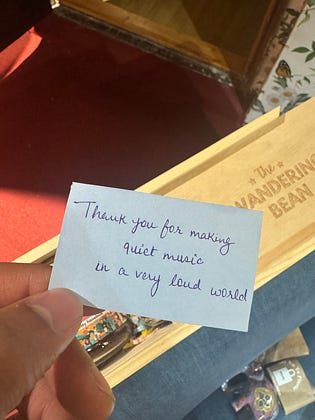 The
WANDERING
BEAN
Thank you for making
quiet music
in a very loud world